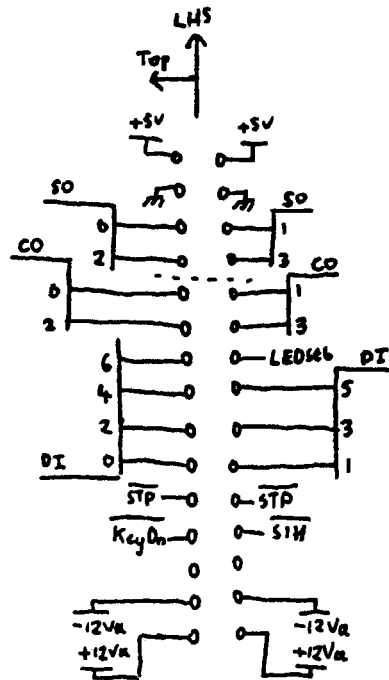 LHS
Top
+5V +5V
SO SO
0 1
2 3
CO CO
0 1
2 3
6 LEDSeb DI
4 5
2 3
DI 0 1
STP STP
KeyOn SIH
-12Va -12Va
+12Va +12Va